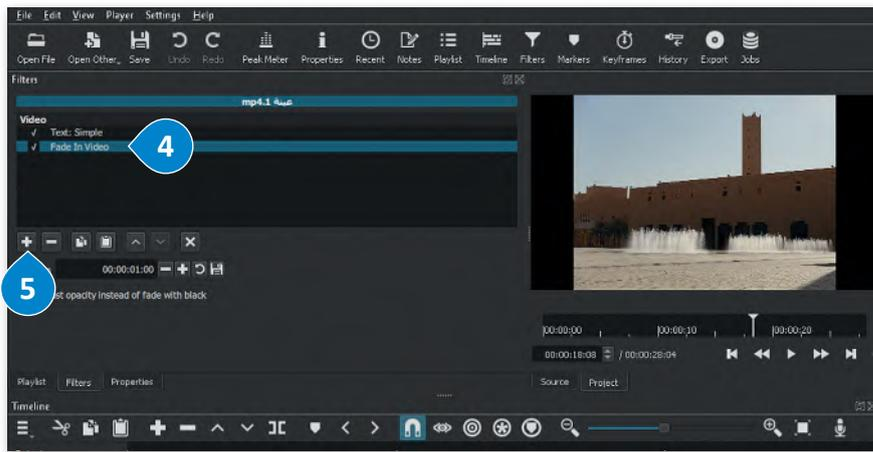 File Edit View Player Settings Help
Open File Open Other... Save Undo Redo Peak Meter Properties Recent Notes Playlist Timeline Filters Markers Keyframes History Export Jobs
Filters
عينة mp4.1
Video
√ Text: Simple
√ Fade In Video
4
00:00:01:00
5
opacity instead of fade with black
00:00:00 00:00:10 00:00:20
00:00:18:08 / 00:00:28:04
Playlist Filters Properties
Source Project
Timeline